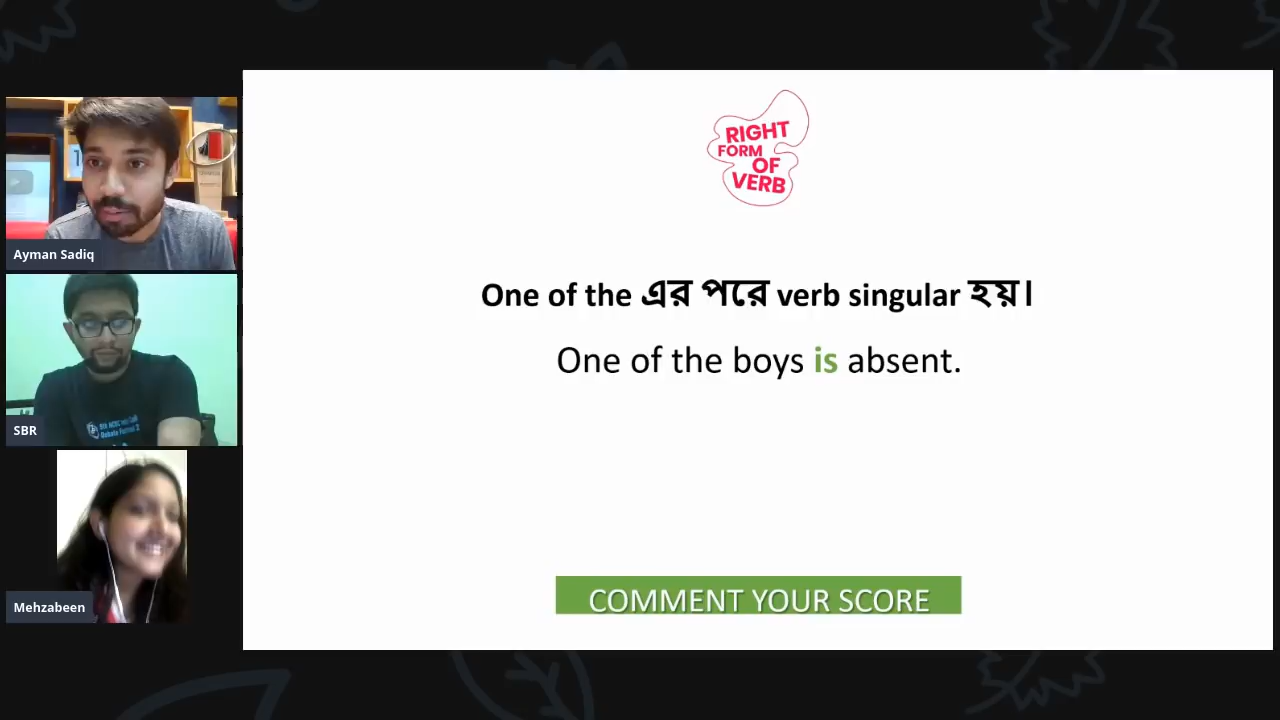 RIGHT
FORM
OF
VERB
One of the এর পরে verb singular হয়।
One of the boys is absent.
COMMENT YOUR SCORE
Ayman Sadiq
SBR
Mehzabeen